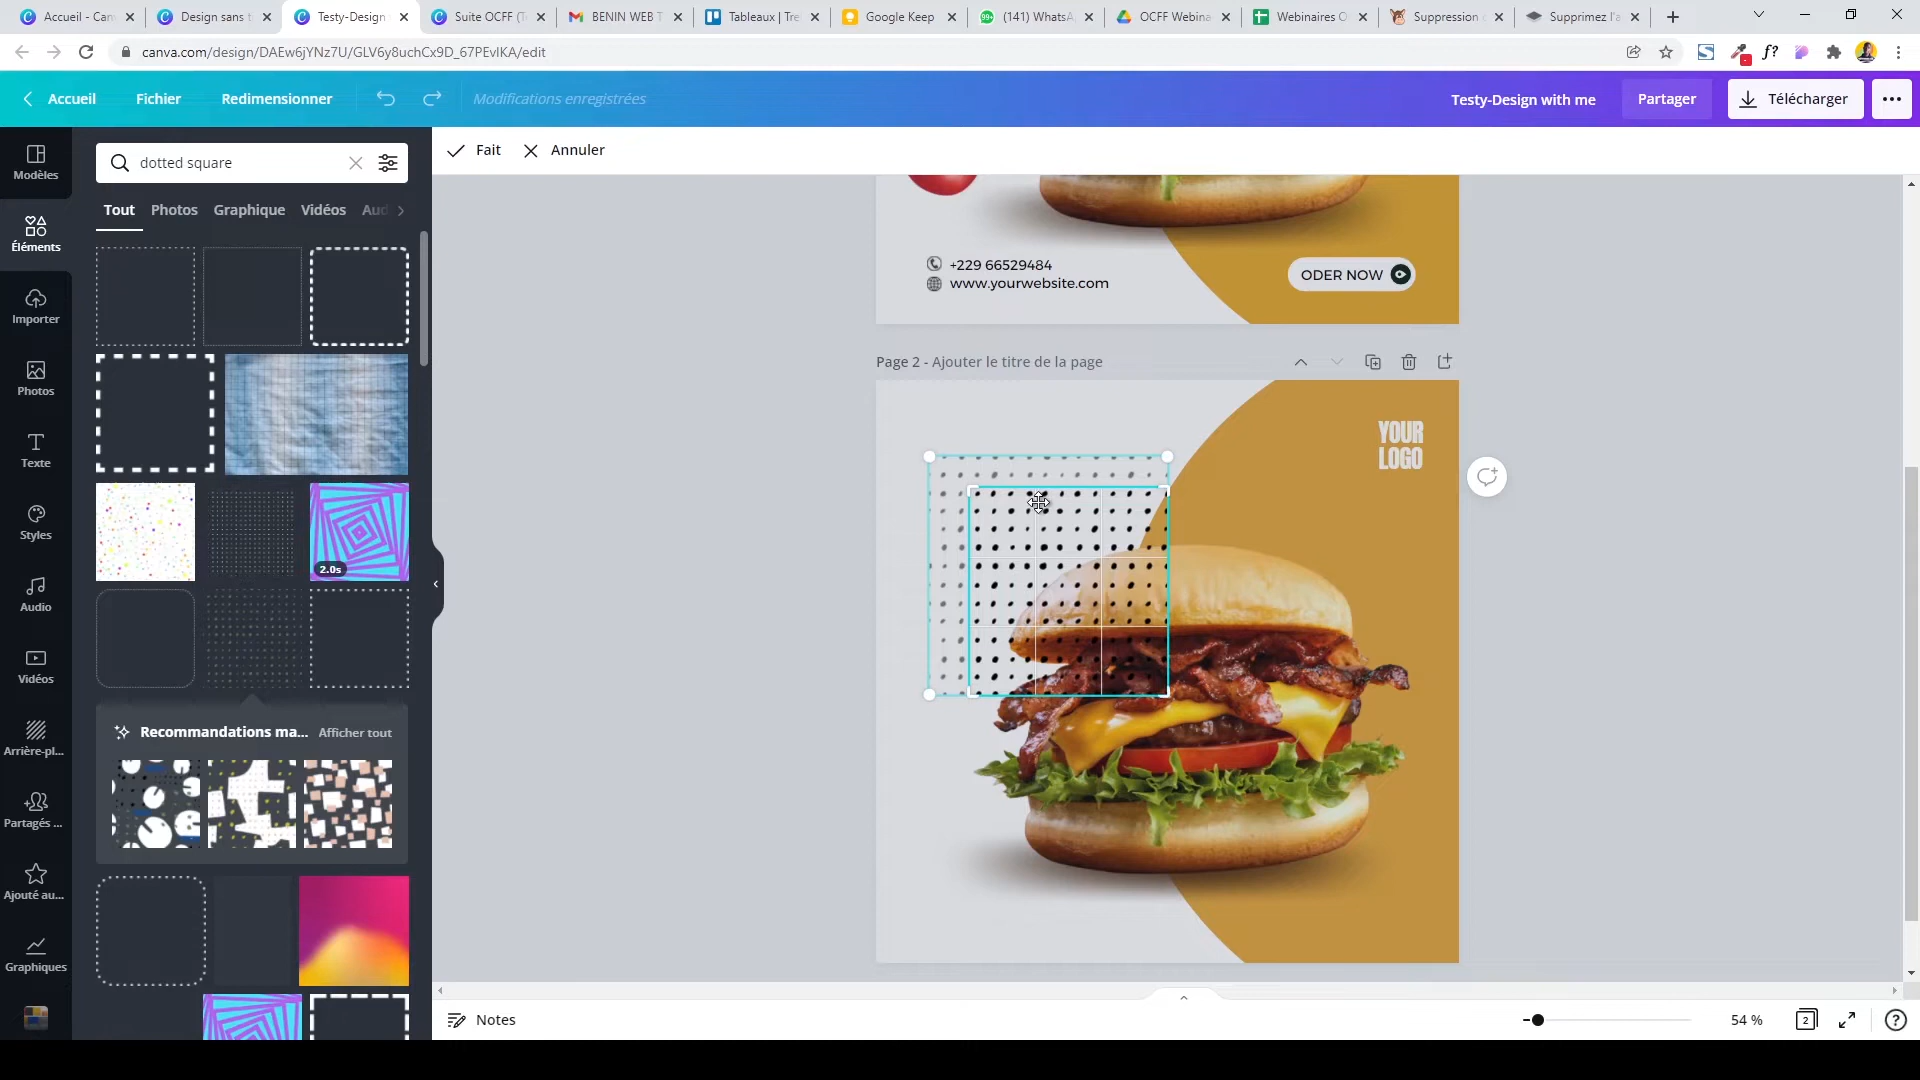 Accueil - Can
Design sans t
Testy-Design
Suite OCFF (T
BENIN WEB T
Tableaux | Tre
Google Keep
99+
(141) WhatsA
OCFF Webina
Webinaires O
Suppression
Supprimez l'a
canva.com/design/DAEw6jYNz7U/GLV6y8uchCx9D_67PEvlKA/edit
f?
Accueil
Fichier
Redimensionner
Modifications enregistrées
Testy-Design with me
Partager
Télécharger
dotted square
Fait
Annuler
Modèles
Éléments
Importer
Photos
Texte
Styles
Audio
Vidéos
Arrière-pl...
Partagés ...
Ajouté au...
Graphiques
Tout
Photos
Graphique
Vidéos
Aud
2.0s
Recommandations ma...
Afficher tout
+229 66529484
www.yourwebsite.com
ODER NOW
Page 2 - Ajouter le titre de la page
YOUR
LOGO
Notes
54 %
2
?